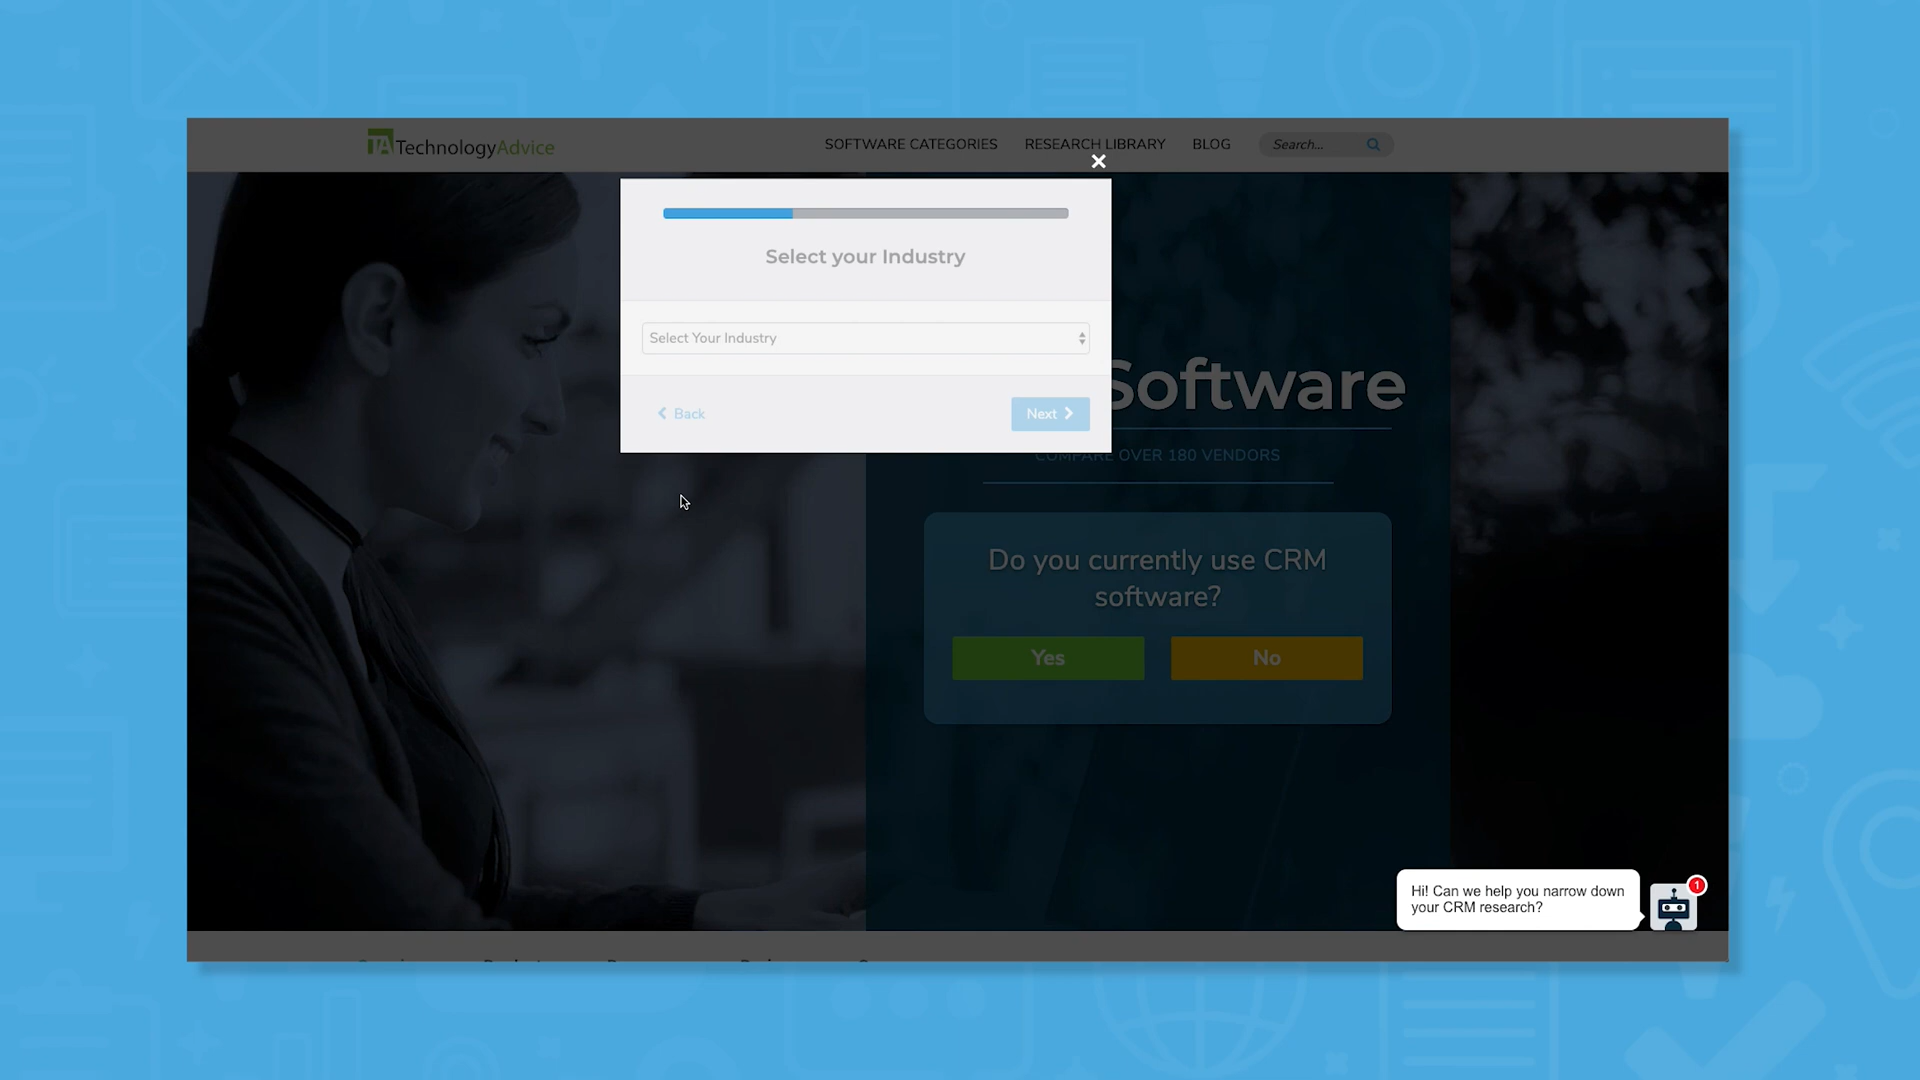 TA TechnologyAdvice
SOFTWARE CATEGORIES RESEARCH LIBRARY BLOG Search...
Select your Industry
Select Your Industry
Back Next
Software
COMPARE OVER 180 VENDORS
Do you currently use CRM
software?
Yes No
Hi! Can we help you narrow down
your CRM research?
1